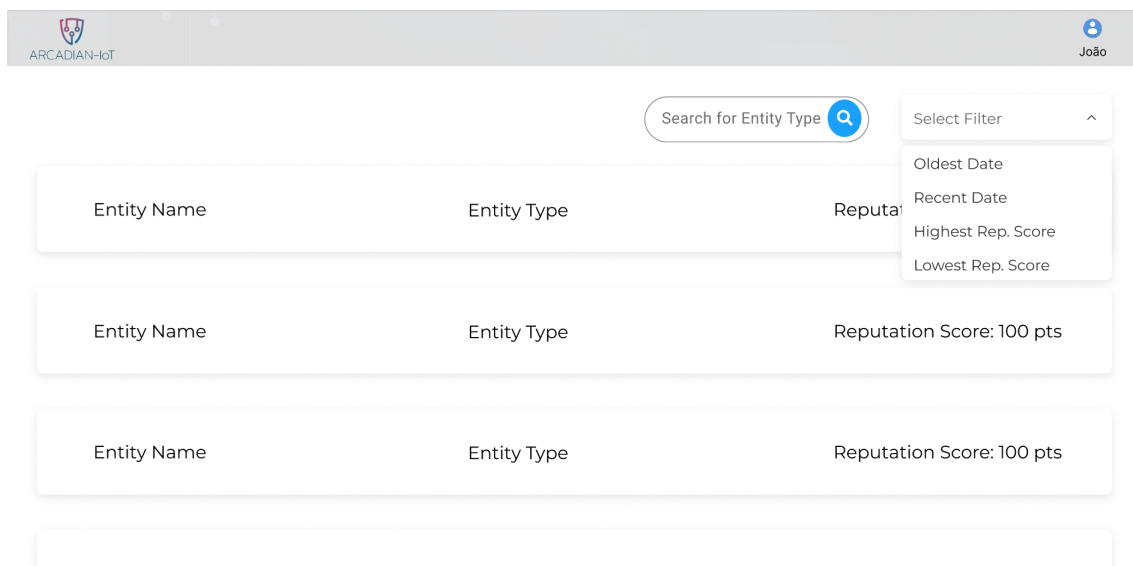 ARCADIAN-IoT
João
Search for Entity Type
Select Filter
Oldest Date
Recent Date
Highest Rep. Score
Lowest Rep. Score
Entity Name Entity Type Reputat
Entity Name Entity Type Reputation Score: 100 pts
Entity Name Entity Type Reputation Score: 100 pts